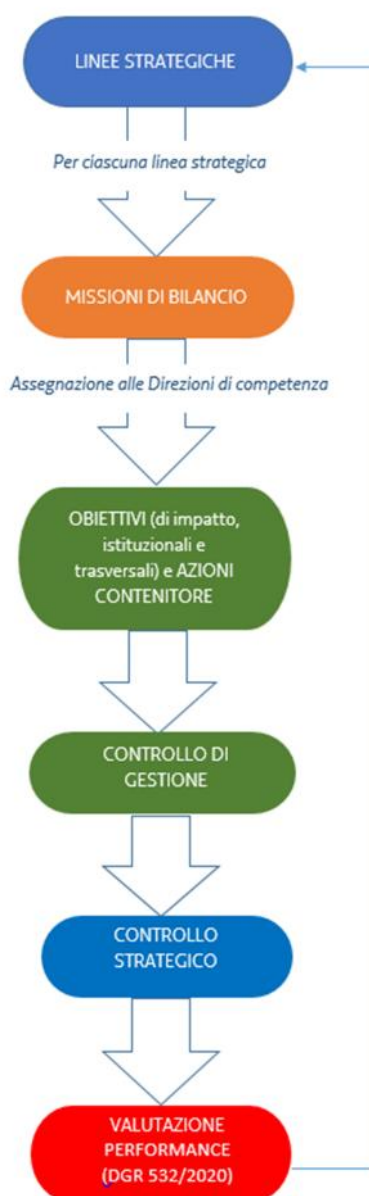 LINEE STRATEGICHE
Per ciascuna linea strategica
MISSIONI DI BILANCIO
Assegnazione alle Direzioni di competenza
OBIETTIVI (di impatto,
istituzionali e
trasversali) e AZIONI
CONTENITORE
CONTROLLO DI
GESTIONE
CONTROLLO
STRATEGICO
VALUTAZIONE
PERFORMANCE
(DGR 532/2020)